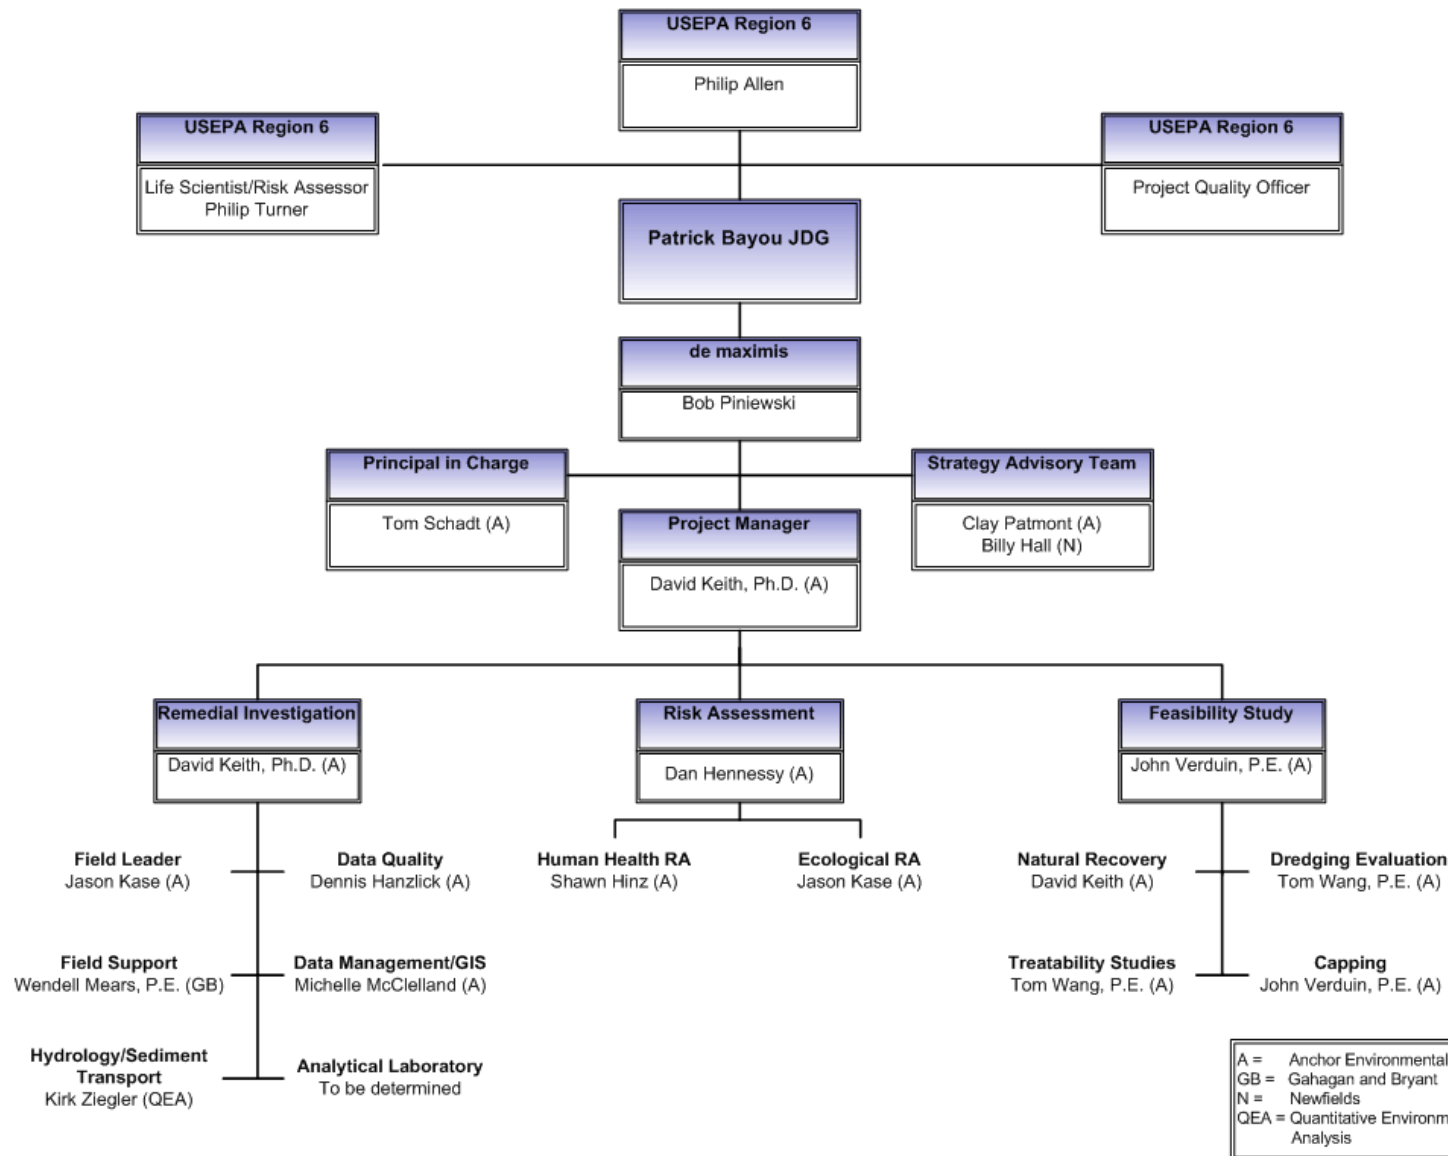 USEPA Region 6
Philip Allen
USEPA Region 6
Life Scientist/Risk Assessor
Philip Turner
USEPA Region 6
Project Quality Officer
Patrick Bayou JDG
de maximis
Bob Piniewski
Principal in Charge
Tom Schadt (A)
Strategy Advisory Team
Clay Patmont (A)
Billy Hall (N)
Project Manager
David Keith, Ph.D. (A)
Remedial Investigation
David Keith, Ph.D. (A)
Risk Assessment
Dan Hennessy (A)
Feasibility Study
John Verduin, P.E. (A)
Field Leader
Jason Kase (A)
Data Quality
Dennis Hanzlick (A)
Field Support
Wendell Mears, P.E. (GB)
Data Management/GIS
Michelle McClelland (A)
Hydrology/Sediment
Transport
Kirk Ziegler (QEA)
Analytical Laboratory
To be determined
Human Health RA
Shawn Hinz (A)
Ecological RA
Jason Kase (A)
Natural Recovery
David Keith (A)
Dredging Evaluation
Tom Wang, P.E. (A)
Treatability Studies
Tom Wang, P.E. (A)
Capping
John Verduin, P.E. (A)
A = Anchor Environmental
GB = Gahagan and Bryant
N = Newfields
QEA = Quantitative
Analysis